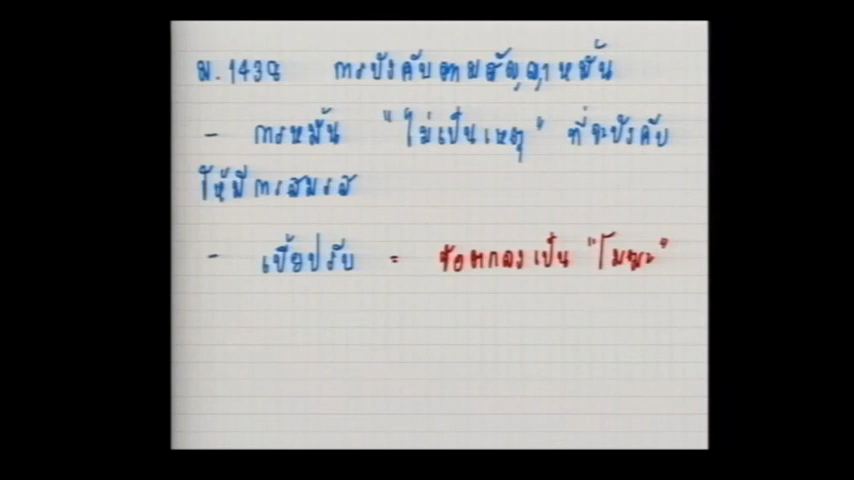 ม.1438 การบังคับตามสัญญาหมั้น
- การหมั้น "ไม่เป็นเหตุ" ที่จะบังคับ
ให้มีการสมรส
- เบี้ยปรับ = ข้อตกลงเป็น "โมฆะ"